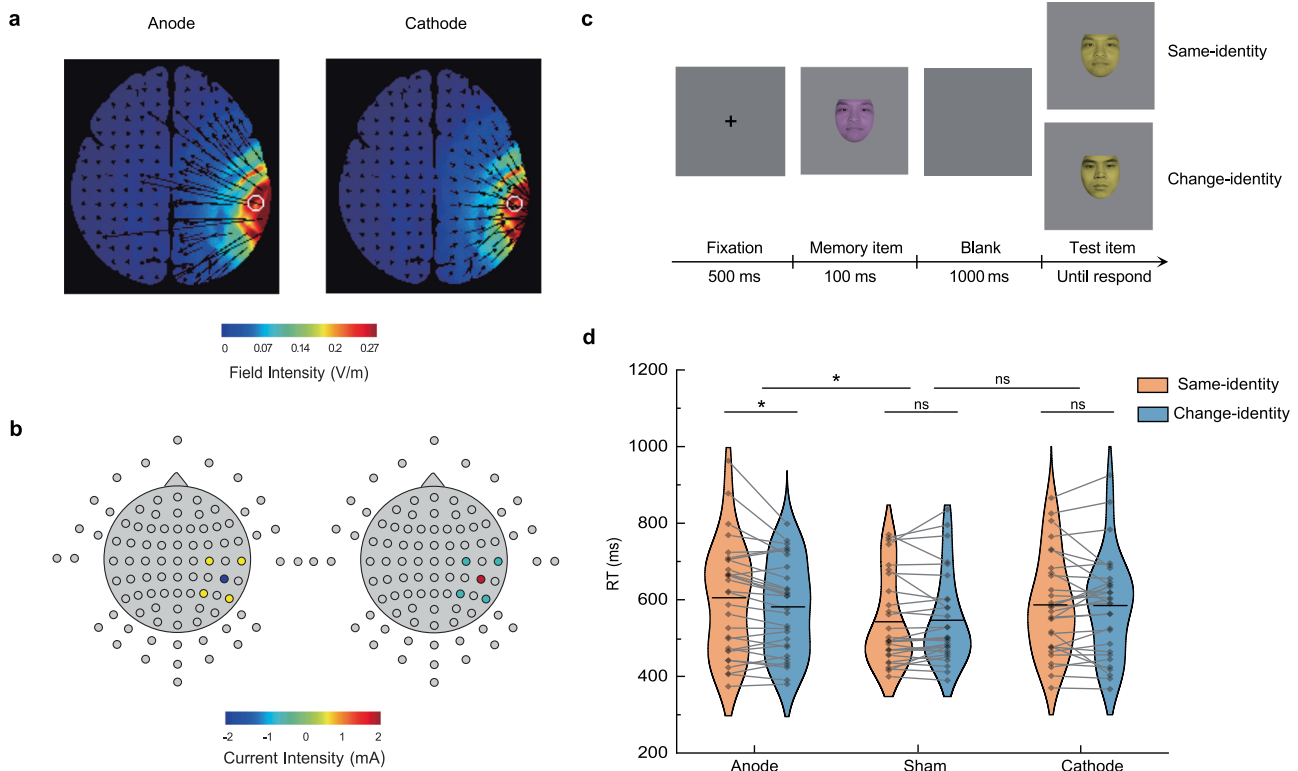 a
Anode
Cathode
0 0.07 0.14 0.2 0.27
Field Intensity (V/m)
b
-2 -1 0 1 2
Current Intensity (mA)
c
+
Same-identity
Change-identity
Fixation Memory item Blank Test item
500 ms 100 ms 1000 ms Until respond
d
1200
1000
800
600
400
200
RT (ms)
* ns
* ns ns
Same-identity
Change-identity
Anode Sham Cathode